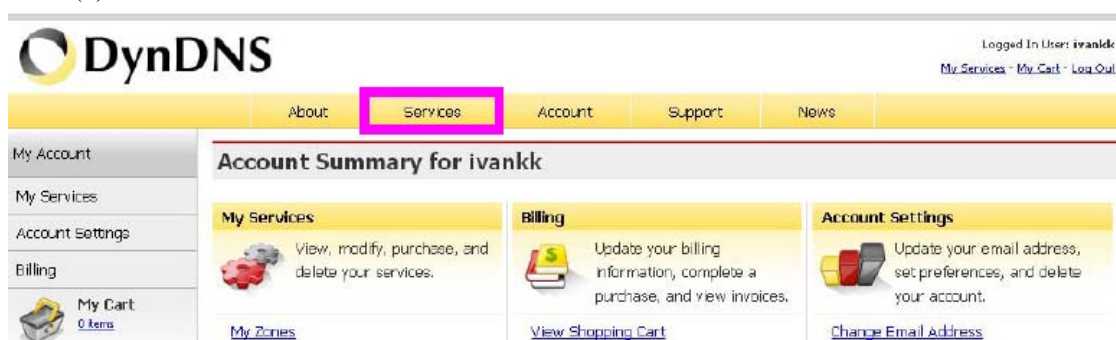 DynDNS
Logged In User: ivankk
My Services - My Cart - Log Out
About Services Account Support News
My Account
My Services
Account Settings
Billing
My Cart
0 items
Account Summary for ivankk
My Services
View, modify, purchase, and
delete your services.
My Zones
Billing
Update your billing
information, complete a
purchase, and view invoices.
View Shopping Cart
Account Settings
Update your email address,
set preferences, and delete
your account.
Change Email Address